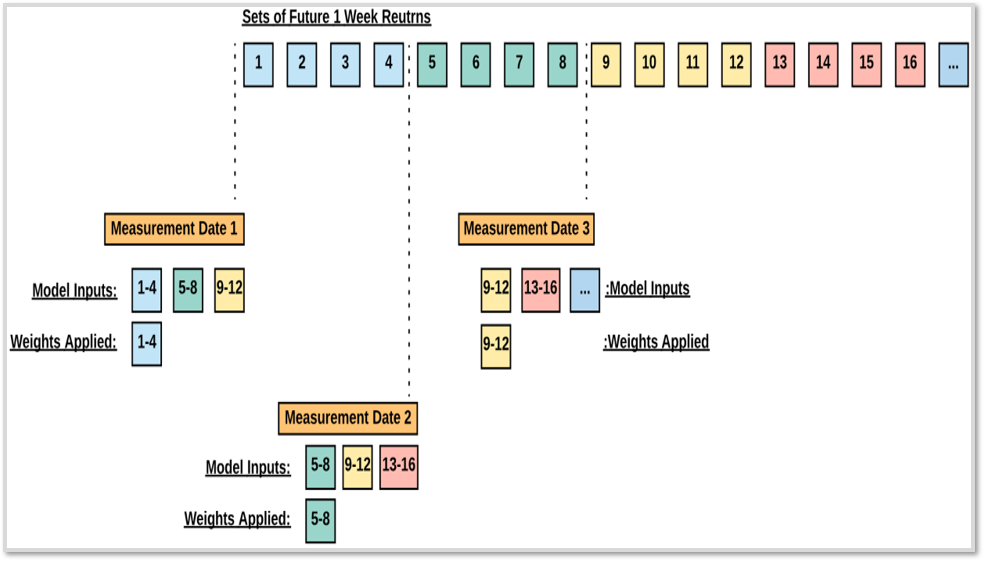 Sets of Future 1 Week Reutrns
1 2 3 4 5 6 7 8 9 10 11 12 13 14 15 16 ...
Measurement Date 1
Model Inputs: 1-4 5-8 9-12
Weights Applied: 1-4
Measurement Date 3
9-12 13-16 ... :Model Inputs
9-12 :Weights Applied
Measurement Date 2
Model Inputs: 5-8 9-12 13-16
Weights Applied: 5-8